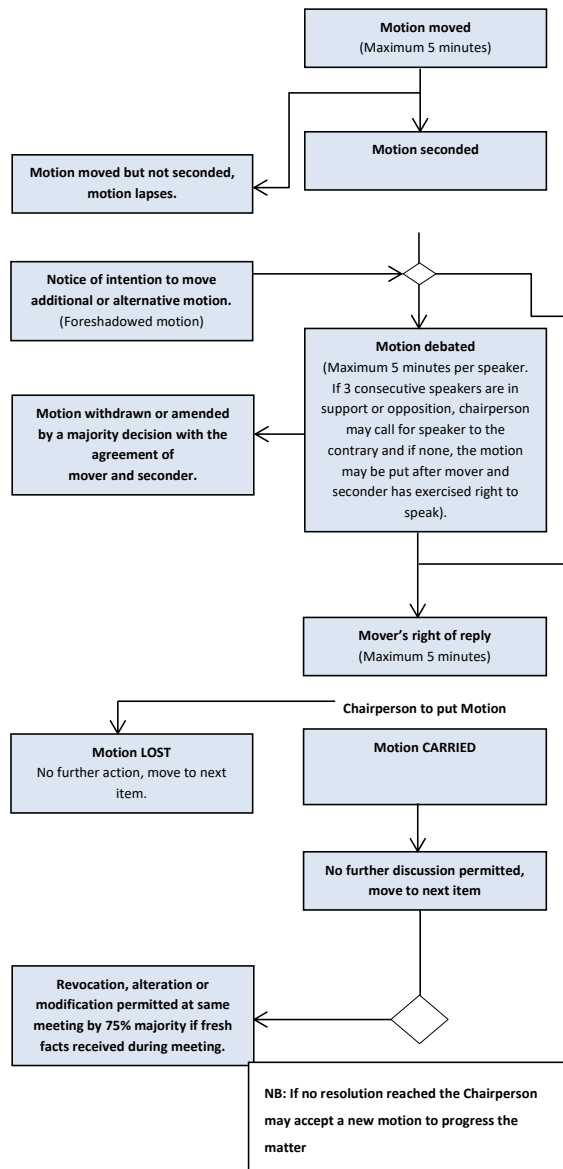 Motion moved
(Maximum 5 minutes)
Motion seconded
Motion moved but not seconded,
motion lapses.
Notice of intention to move
additional or alternative motion.
(Foreshadowed motion)
Motion debated
(Maximum 5 minutes per speaker.
If 3 consecutive speakers are in
support or opposition, chairperson
may call for speaker to the
contrary and if none, the motion
may be put after mover and
seconder has exercised right to
speak).
Motion withdrawn or amended
by a majority decision with the
agreement of
mover and seconder.
Mover’s right of reply
(Maximum 5 minutes)
Chairperson to put Motion
Motion LOST
No further action, move to next
item.
Motion CARRIED
No further discussion permitted,
move to next item
Revocation, alteration or
modification permitted at same
meeting by 75% majority if fresh
facts received during meeting.
NB: If no resolution reached the Chairperson
may accept a new motion to progress the
matter